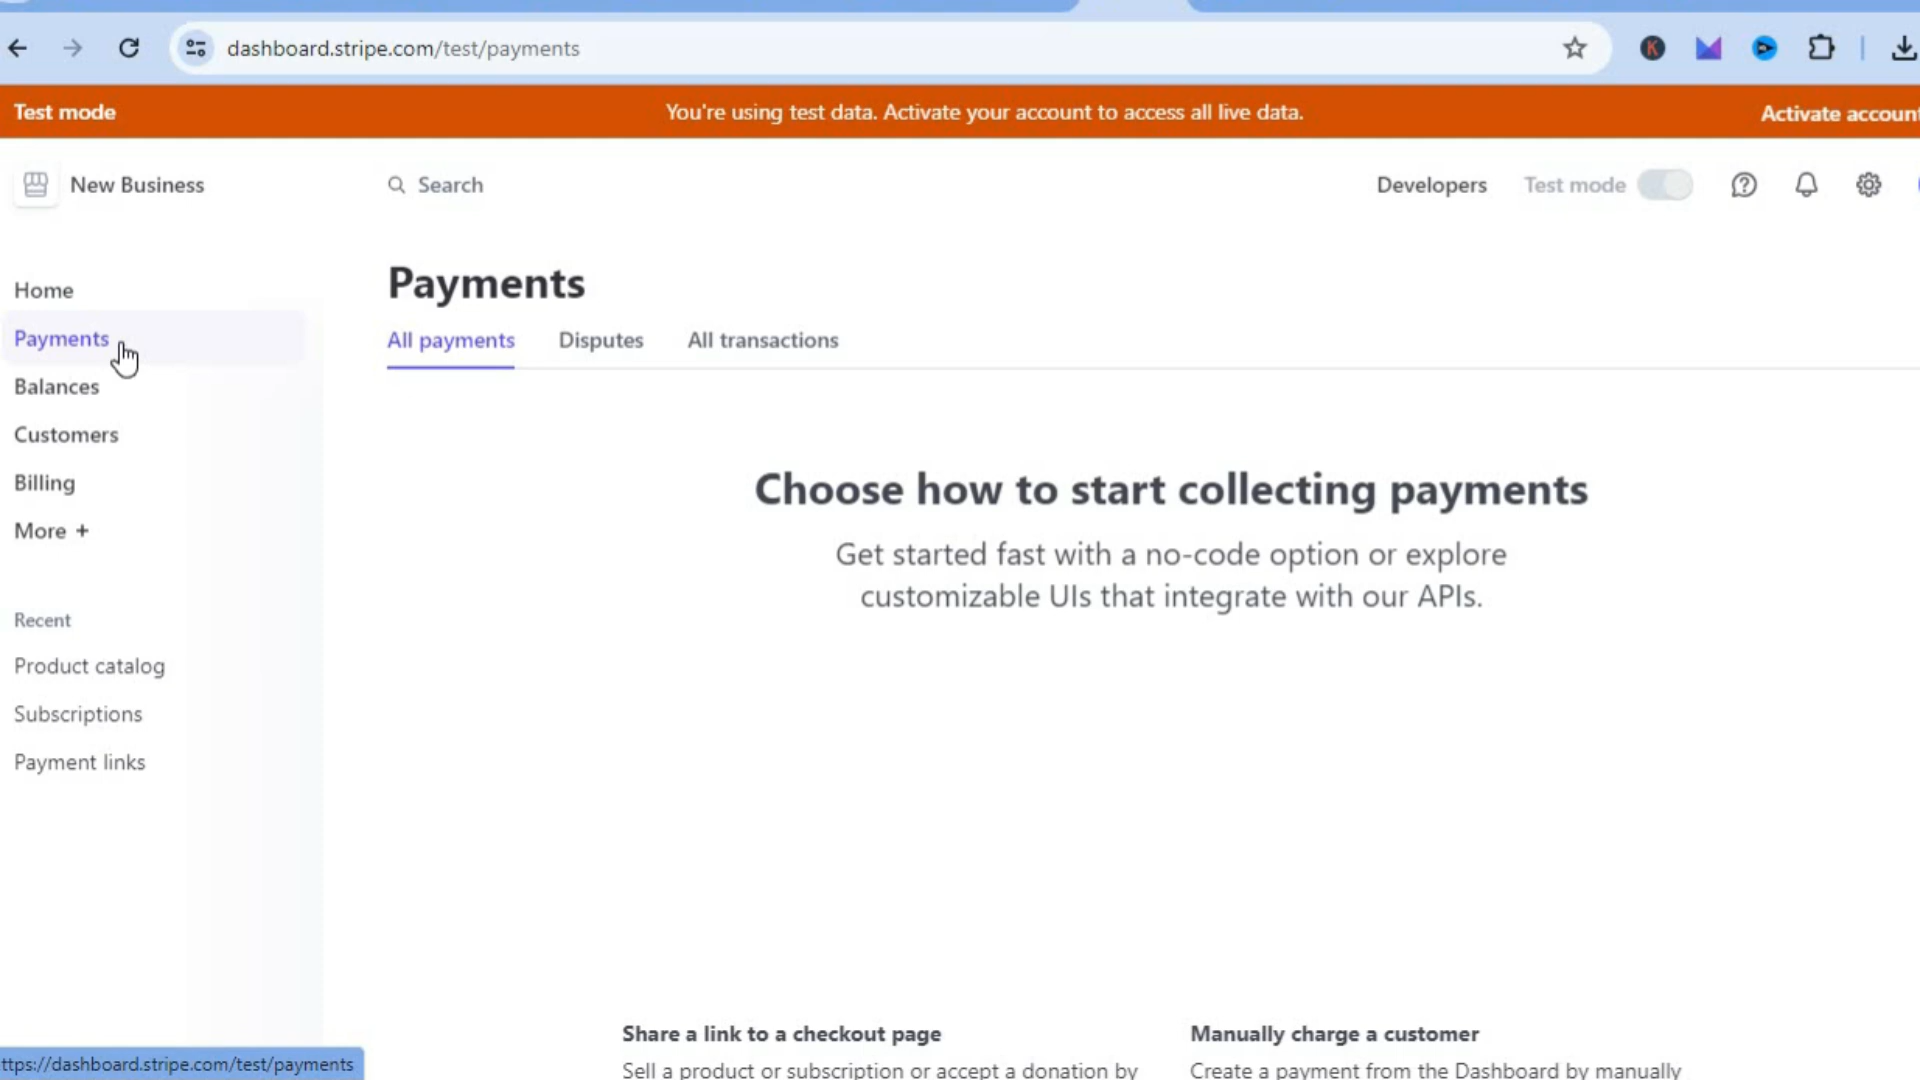 dashboard.stripe.com/test/payments
K
Test mode
You're using test data. Activate your account to access all live data.
Activate account
New Business
Search
Developers
Test mode
Home
Payments
Balances
Customers
Billing
More +
Recent
Product catalog
Subscriptions
Payment links
Payments
All payments
Disputes
All transactions
Choose how to start collecting payments
Get started fast with a no-code option or explore
customizable UIs that integrate with our APIs.
Share a link to a checkout page
Sell a product or subscription or accept a donation by
Manually charge a customer
Create a payment from the Dashboard by manually
ttps://dashboard.stripe.com/test/payments